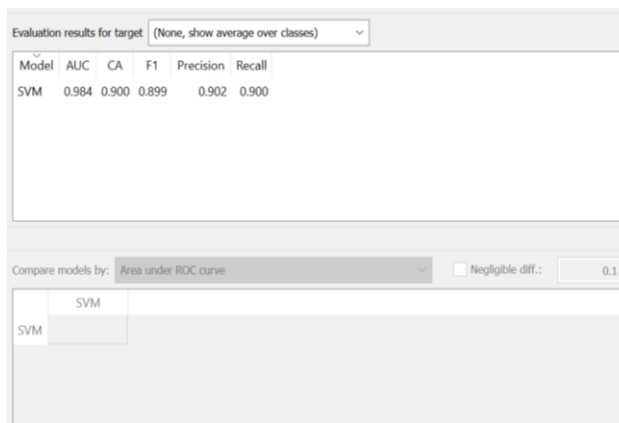 Evaluation results for target (None, show average over classes)
Model AUC CA F1 Precision Recall
SVM 0.984 0.900 0.899 0.902 0.900
Compare models by: Area under ROC curve Negligible diff.: 0.1
SVM
SVM